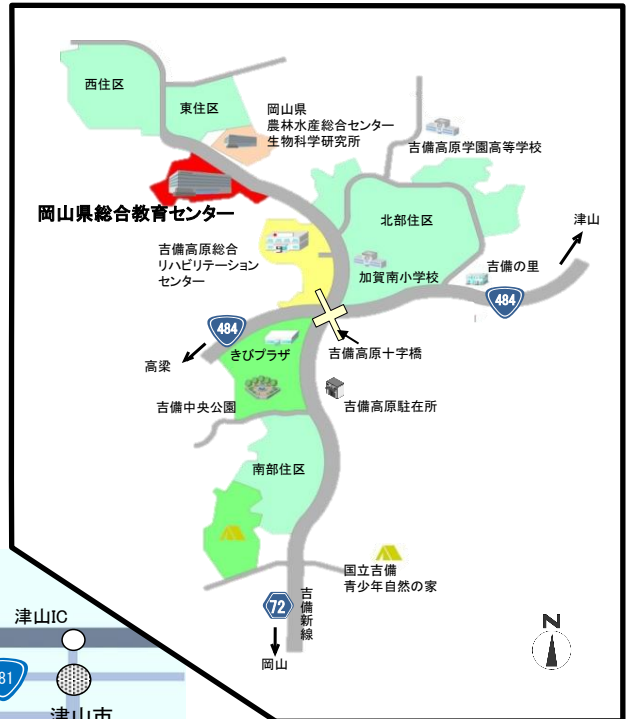 西住区
東住区
岡山県
農林水産総合センター
生物科学研究所
吉備高原学園高等学校
岡山県総合教育センター
北部住区
津山
吉備高原総合
リハビリテーション
センター
加賀南小学校
吉備の里
484
484
きびプラザ
吉備高原十字橋
高梁
吉備中央公園
吉備高原駐在所
南部住区
国立吉備
青少年自然の家
72
吉備新線
岡山
N
津山IC
81
津山市